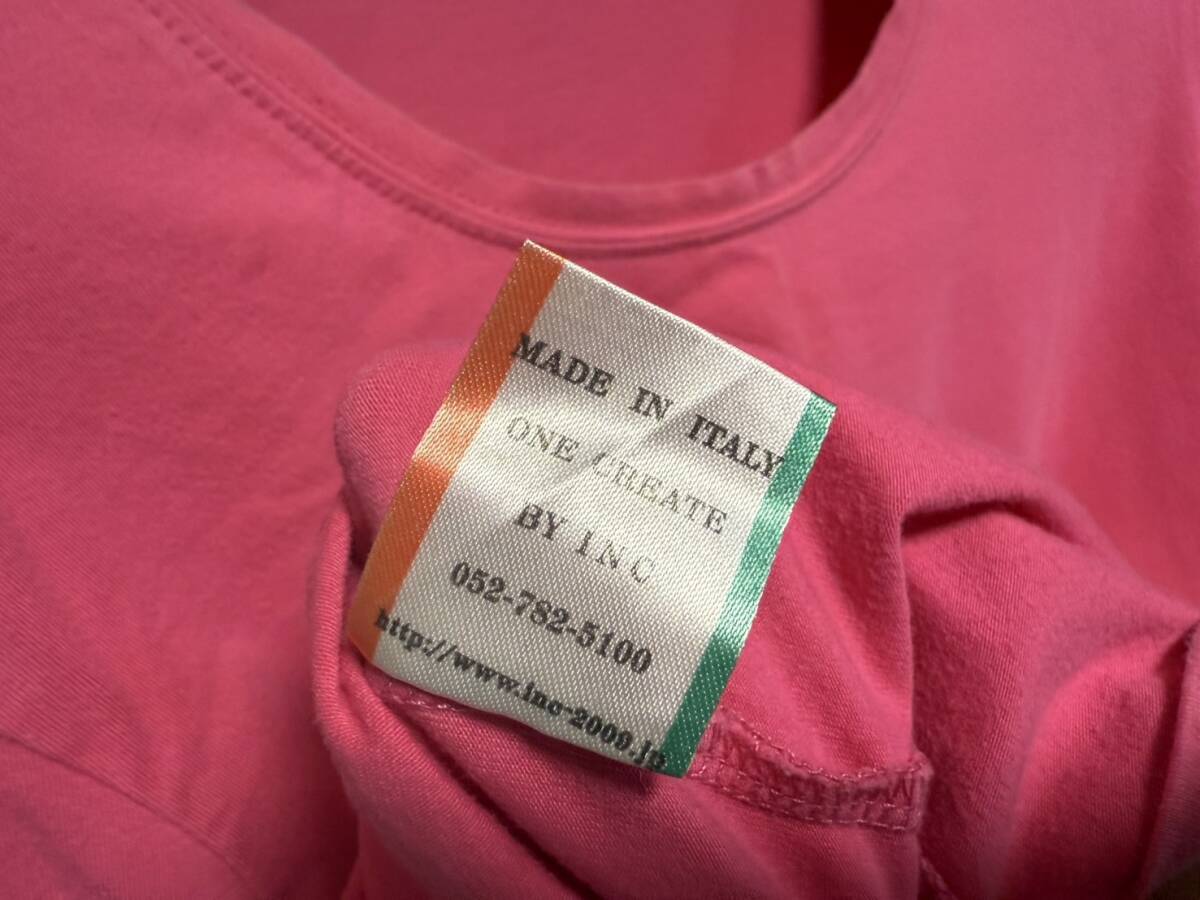 MADE IN ITALY
ONE CREATE
BY INC
052-782-5100
http://www.inc-2009.jp